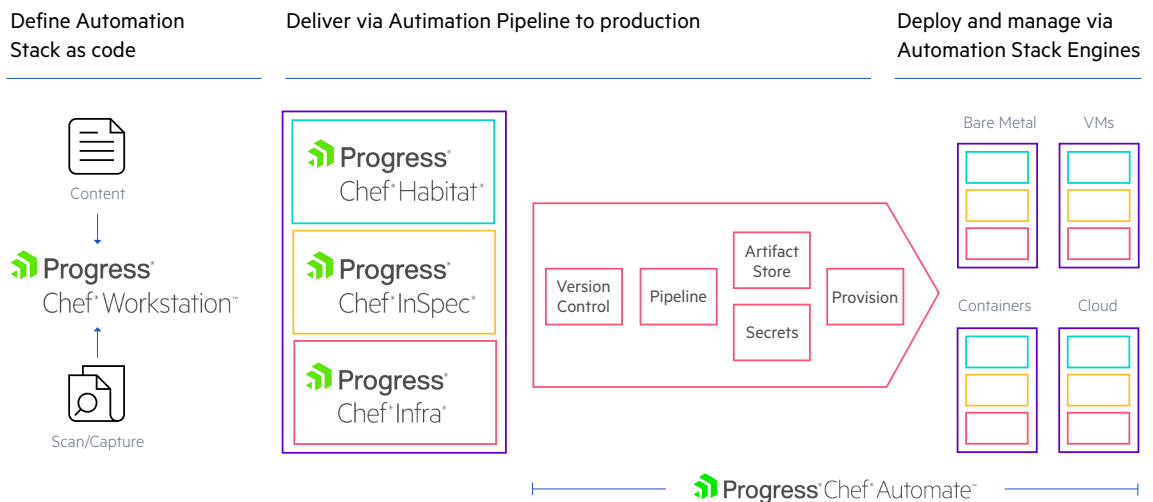 Define Automation
Stack as code
Deliver via Autimation Pipeline to production
Deploy and manage via
Automation Stack Engines
Content
Progress®
Chef®Workstation™
Scan/Capture
Progress®
Chef®Habitat®
Progress®
Chef®InSpec®
Progress®
Chef®Infra®
Version
Control
Pipeline
Artifact
Store
Secrets
Provision
Bare Metal
VMs
Containers
Cloud
Progress®Chef®Automate™